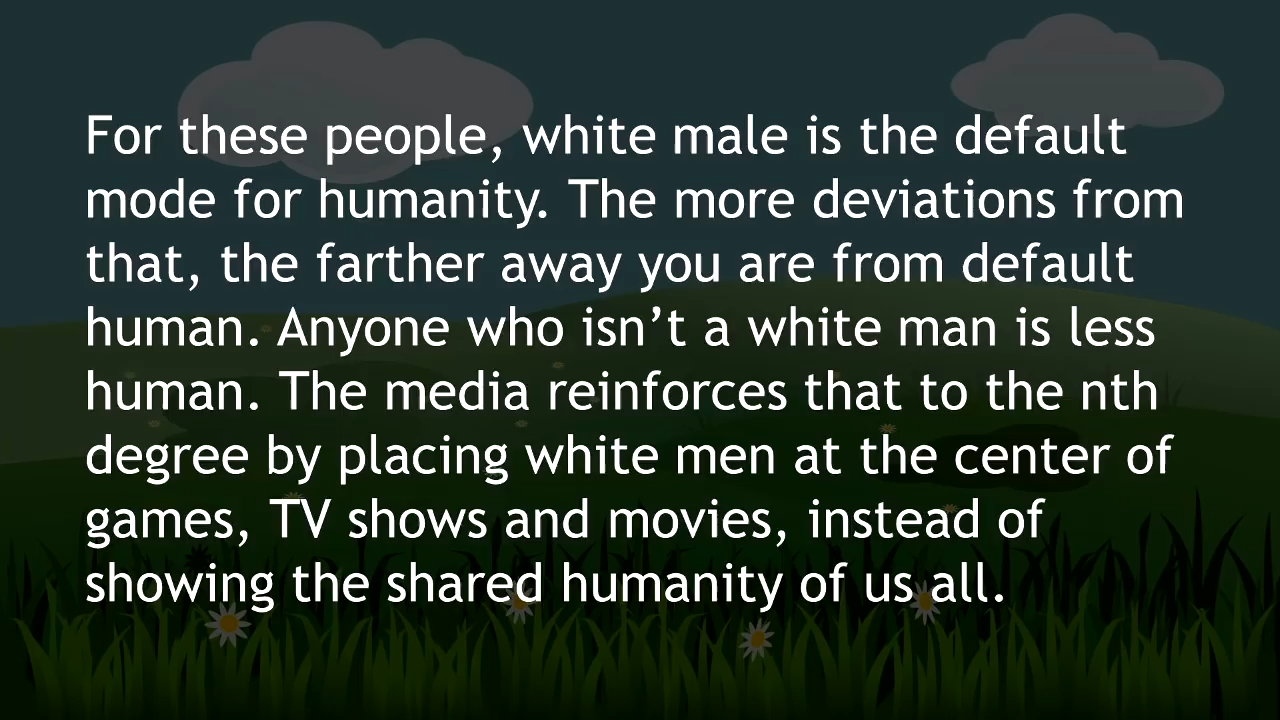 For these people, white male is the default
mode for humanity. The more deviations from
that, the farther away you are from default
human. Anyone who isn’t a white man is less
human. The media reinforces that to the nth
degree by placing white men at the center of
games, TV shows and movies, instead of
showing the shared humanity of us all.